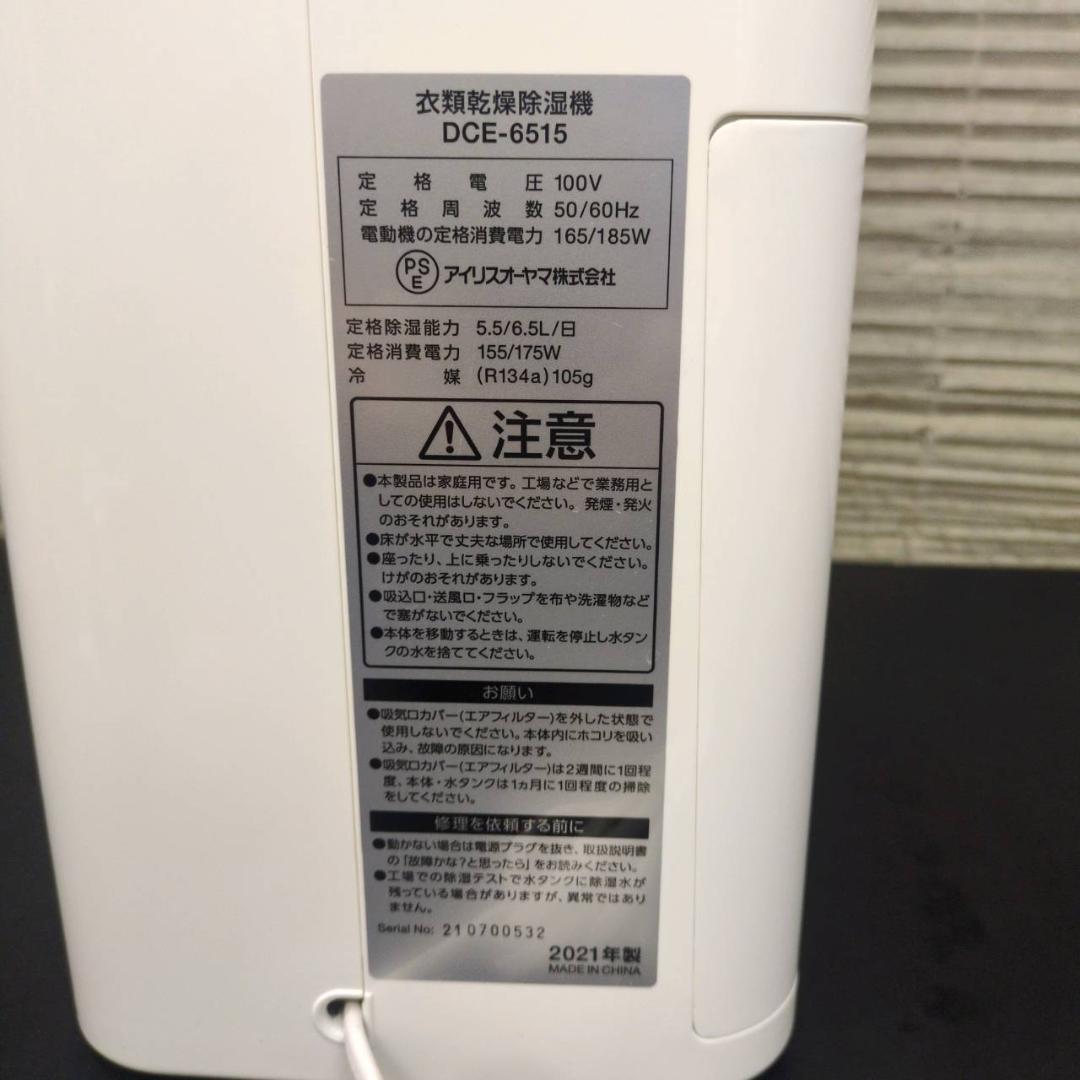 衣類乾燥除湿機
DCE-6515
定格電圧 100V
定格周波数 50/60Hz
電動機の定格消費電力 165/185W
PSE アイリスオーヤマ株式会社
定格除湿能力 5.5/6.5L/日
定格消費電力 155/175W
冷媒 (R134a)105g
注意
●本製品は家庭用です。工場などで業務用と
しての使用はしないでください。発煙・発火
のおそれがあります。
●床が水平で丈夫な場所で使用してください。
●座ったり、上に乗ったりしないでください。
けがのおそれがあります。
●吸込口・送風口・フラップを布や洗濯物など
で塞がないでください。
●本体を移動するときは、運転を停止し水タン
クの水を捨ててください。
お願い
●吸気口カバー(エアフィルター)を外した状態で
使用しないでください。本体内にホコリを吸い
込み、故障の原因になります。
●吸気口カバー(エアフィルター)は2週間に1回程
度、本体・水タンクは1ヵ月に1回程度の掃除
をしてください。
修理を依頼する前に
●動かない場合は電源プラグを抜き、取扱説明書
の「故障かな?と思ったら」をお読みください。
●工場での除湿テストで水タンクに除湿水が
残っている場合がありますが、異常ではあり
ません。
Serial No: 210700532
2021年製
MADE IN CHINA